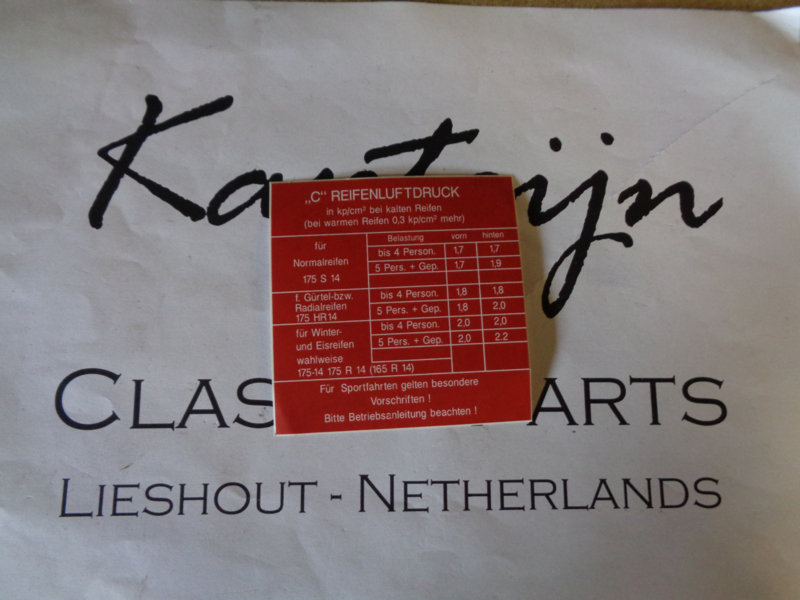 Kasteijn
„C“ REIFENLUFTDRUCK
in kp/cm² bei kalten Reifen
(bei warmen Reifen 0,3 kp/cm² mehr)
Belastung vorn hinten
für
Normalreifen
175 S 14
bis 4 Person. 1,7 1,7
5 Pers. + Gep. 1,7 1,9
f. Gürtel-bzw.
Radialreifen
175 HR14
bis 4 Person. 1,8 1,8
5 Pers. + Gep. 1,8 2,0
für Winter-
und Eisreifen
wahlweise
175-14 175 R 14 (165 R 14)
bis 4 Person. 2,0 2,0
5 Pers. + Gep. 2,0 2.2
Für Sportfahrten gelten besondere
Vorschriften !
Bitte Betriebsanleitung beachten !
CLAS ARTS
LIESHOUT - NETHERLANDS